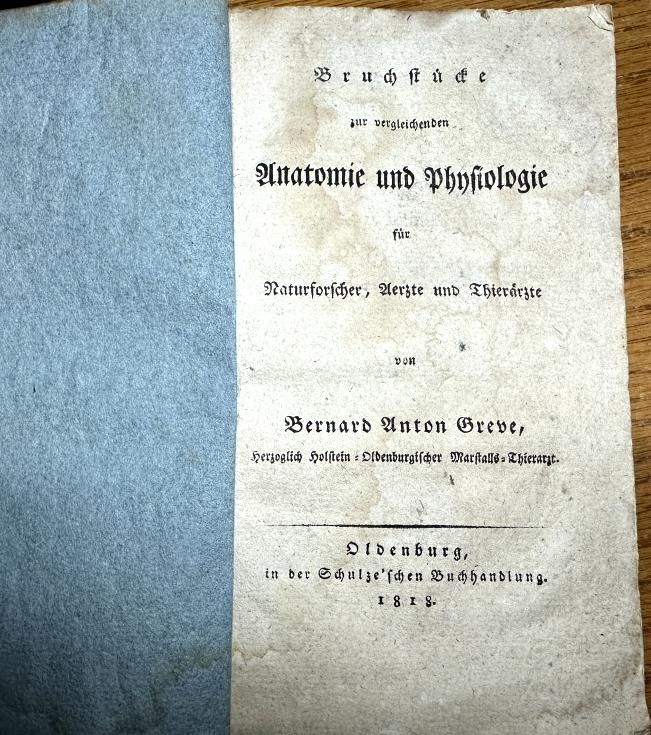 Bruchstücke
zur vergleichenden
Anatomie und Physiologie
für
Naturforscher, Aerzte und Thierärzte
von
Bernard Anton Greve,
Herzoglich Holstein-Oldenburgischer Marstalls-Thierarzt.
Oldenburg,
in der Schulze'schen Buchhandlung.
1818.